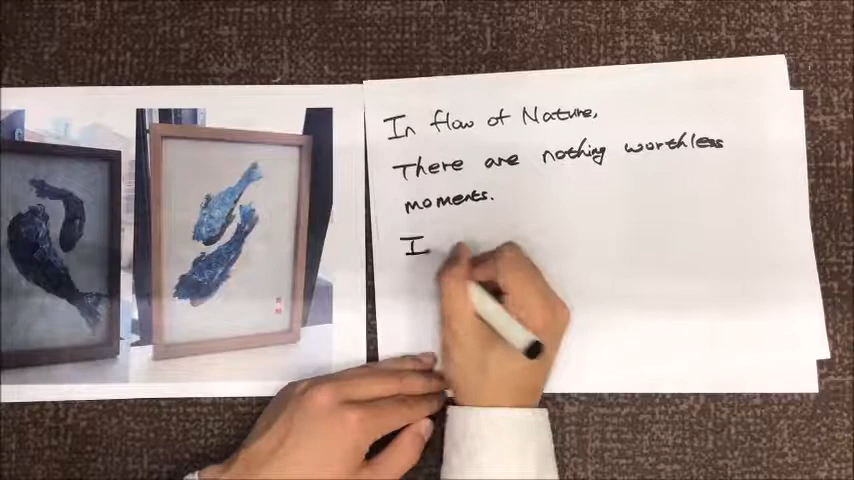 In flow of Nature,
There are nothing worthless
moments.
I